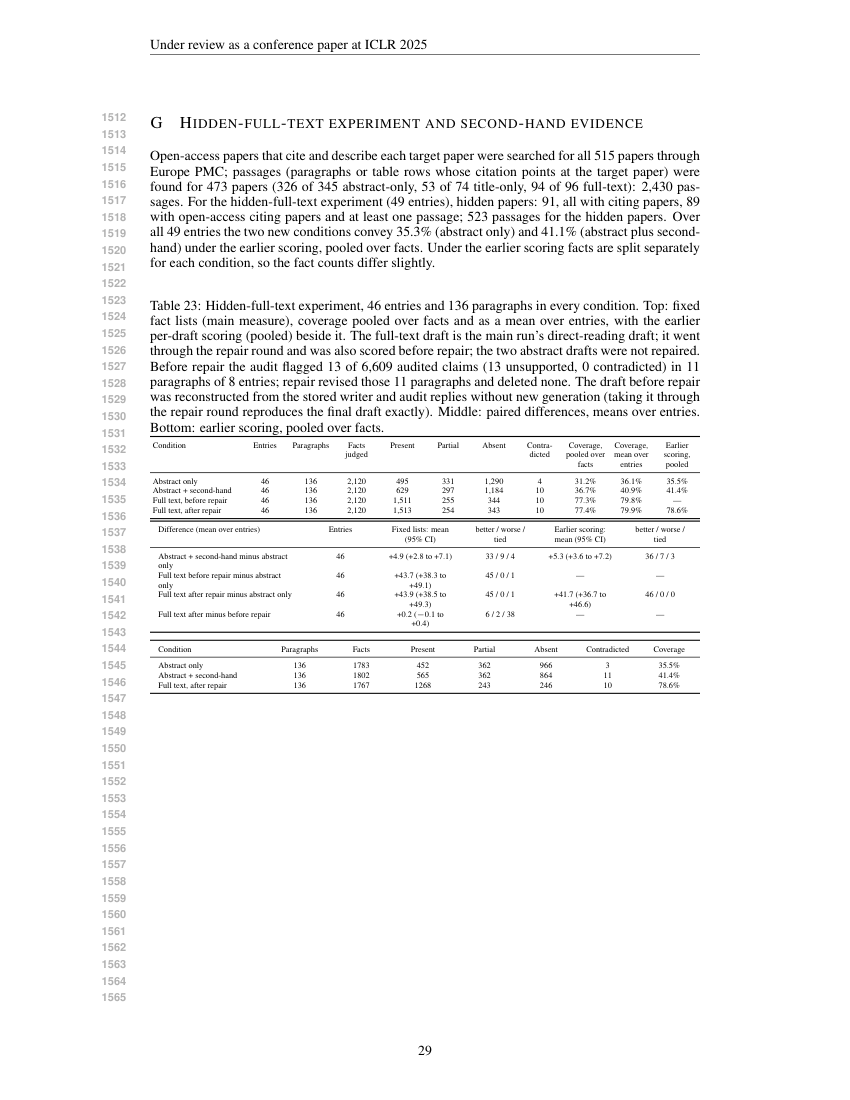 Under review as a conference paper at ICLR 2025
1512 G HIDDEN-FULL-TEXT EXPERIMENT AND SECOND-HAND EVIDENCE
1513
1514 Open-access papers that cite and describe each target paper were searched for all 515 papers through
1515 Europe PMC; passages (paragraphs or table rows whose citation points at the target paper) were
1516 found for 473 papers (326 of 345 abstract-only, 53 of 74 title-only, 94 of 96 full-text): 2,430 pas-
1517 sages. For the hidden-full-text experiment (49 entries), hidden papers: 91, all with citing papers, 89
1518 with open-access citing papers and at least one passage; 523 passages for the hidden papers. Over
1519 all 49 entries the two new conditions convey 35.3% (abstract only) and 41.1% (abstract plus second-
1520 hand) under the earlier scoring, pooled over facts. Under the earlier scoring facts are split separately
1521 for each condition, so the fact counts differ slightly.
1522
1523 Table 23: Hidden-full-text experiment, 46 entries and 136 paragraphs in every condition. Top: fixed
1524 fact lists (main measure), coverage pooled over facts and as a mean over entries, with the earlier
1525 per-draft scoring (pooled) beside it. The full-text draft is the main run's direct-reading draft; it went
1526 through the repair round and was also scored before repair; the two abstract drafts were not repaired.
1527 Before repair the audit flagged 13 of 6,609 audited claims (13 unsupported, 0 contradicted) in 11
1528 paragraphs of 8 entries; repair revised those 11 paragraphs and deleted none. The draft before repair
1529 was reconstructed from the stored writer and audit replies without new generation (taking it through
1530 the repair round reproduces the final draft exactly). Middle: paired differences, means over entries.
1531 Bottom: earlier scoring, pooled over facts.
1532 Condition Entries Paragraphs Facts judged Present Partial Absent Contra-dicted Coverage, pooled over facts Coverage, mean over entries Earlier scoring, pooled
1533
1534 Abstract only 46 136 2,120 495 331 1,290 4 31.2% 36.1% 35.5%
1535 Abstract + second-hand 46 136 2,120 629 297 1,184 10 36.7% 40.9% 41.4%
Full text, before repair 46 136 2,120 1,511 255 344 10 77.3% 79.8% —
1536 Full text, after repair 46 136 2,120 1,513 254 343 10 77.4% 79.9% 78.6%
1537 Difference (mean over entries) Entries Fixed lists: mean (95% CI) better / worse / tied Earlier scoring: mean (95% CI) better / worse / tied
1538
1539 Abstract + second-hand minus abstract only 46 +4.9 (+2.8 to +7.1) 33 / 9 / 4 +5.3 (+3.6 to +7.2) 36 / 7 / 3
1540 Full text before repair minus abstract only 46 +43.7 (+38.3 to +49.1) 45 / 0 / 1 — —
1541 Full text after repair minus abstract only 46 +43.9 (+38.5 to +49.3) 45 / 0 / 1 +41.7 (+36.7 to +46.6) 46 / 0 / 0
1542 Full text after minus before repair 46 +0.2 (−0.1 to +0.4) 6 / 2 / 38 — —
1543
1544 Condition Paragraphs Facts Present Partial Absent Contradicted Coverage
1545 Abstract only 136 1783 452 362 966 3 35.5%
1546 Abstract + second-hand 136 1802 565 362 864 11 41.4%
Full text, after repair 136 1767 1268 243 246 10 78.6%
1547
1548
1549
1550
1551
1552
1553
1554
1555
1556
1557
1558
1559
1560
1561
1562
1563
1564
1565
29